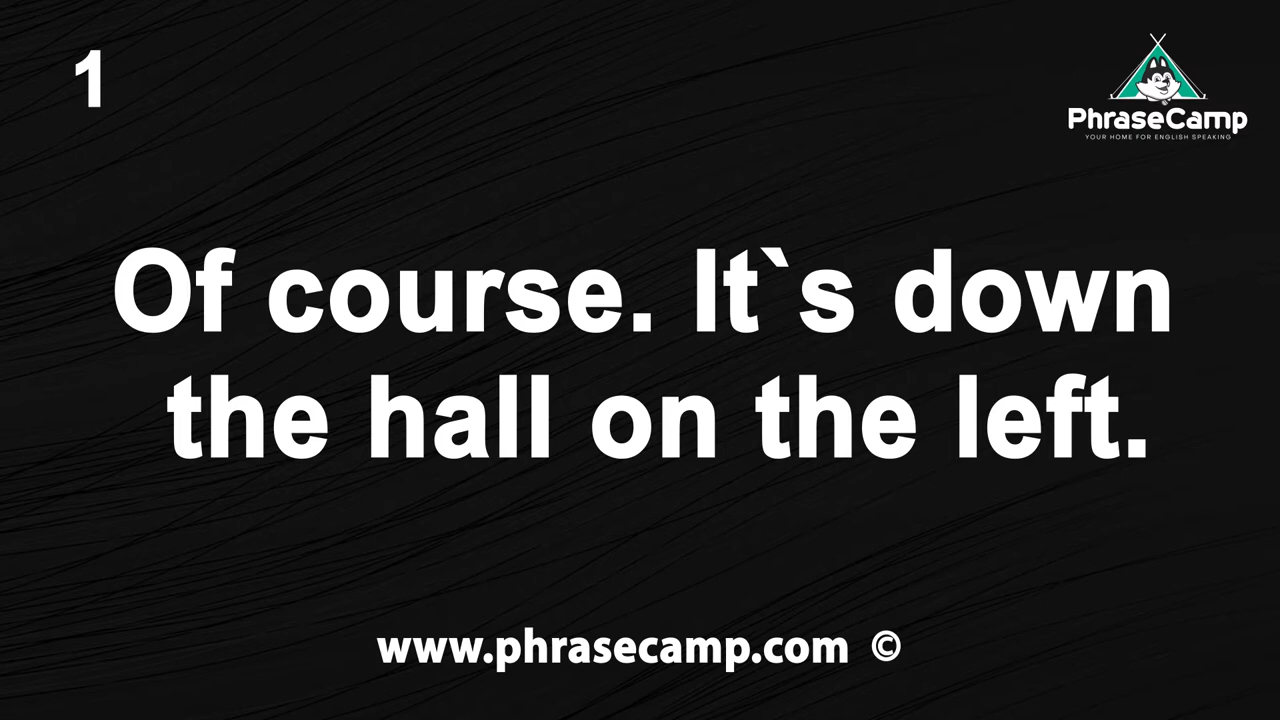 1
PhraseCamp
YOUR HOME FOR ENGLISH SPEAKING
Of course. It`s down
the hall on the left.
www.phrasecamp.com ©